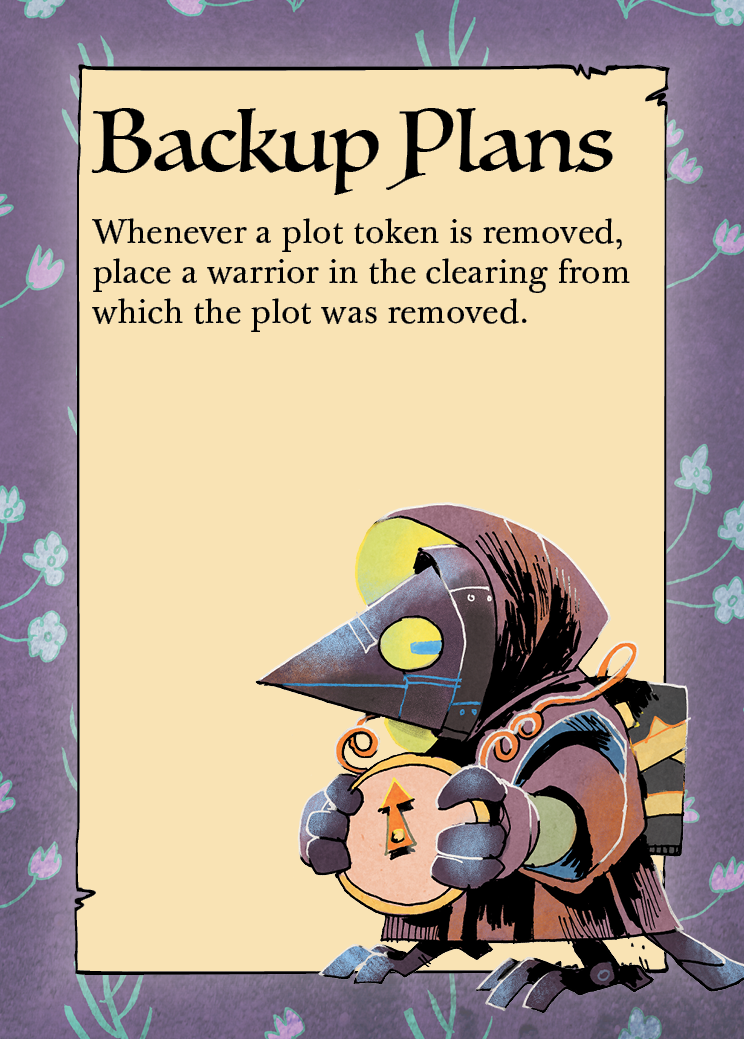 Backup Plans
Whenever a plot token is removed,
place a warrior in the clearing from
which the plot was removed.